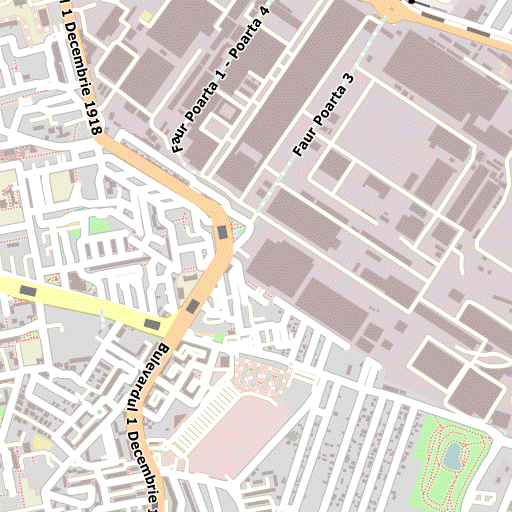 l 1 Decembrie 1918
Faur Poarta 1 - Poarta 4
Faur Poarta 3
Bulevardul 1 Decembrie